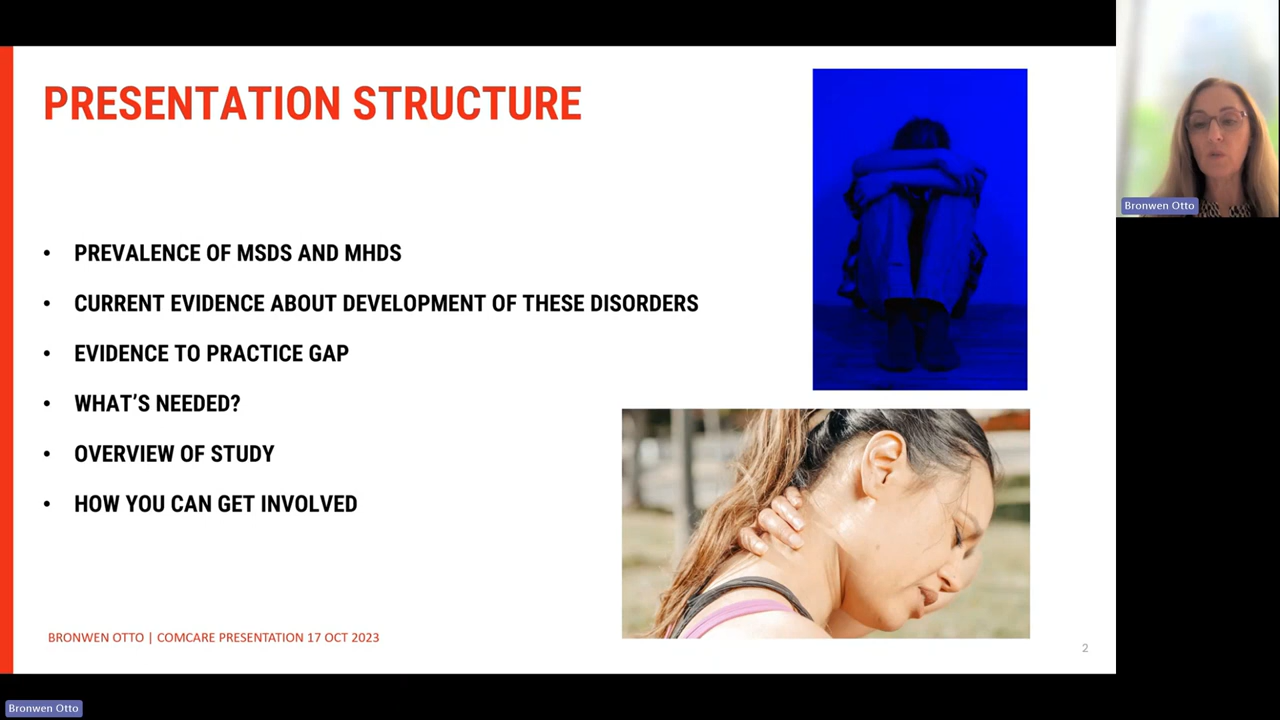 PRESENTATION STRUCTURE
• PREVALENCE OF MSDS AND MHDS
• CURRENT EVIDENCE ABOUT DEVELOPMENT OF THESE DISORDERS
• EVIDENCE TO PRACTICE GAP
• WHAT'S NEEDED?
• OVERVIEW OF STUDY
• HOW YOU CAN GET INVOLVED
BRONWEN OTTO | COMCARE PRESENTATION 17 OCT 2023
2
Bronwen Otto
Bronwen Otto